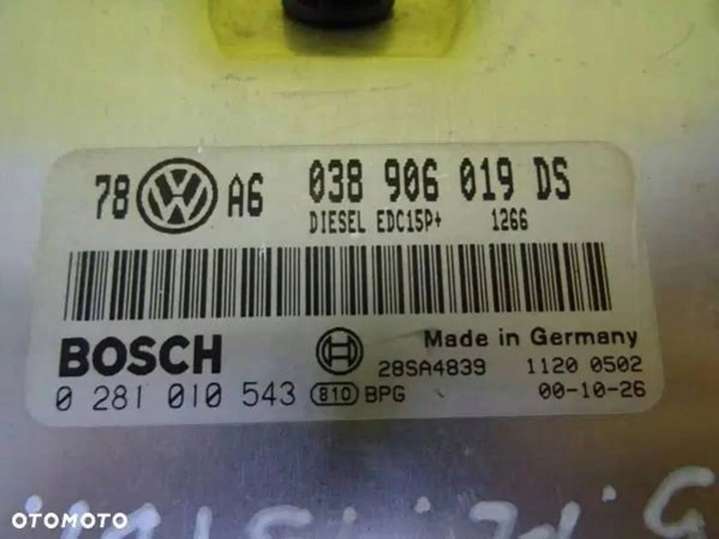 78 A6 038 906 019 DS
DIESEL EDC15P+ 1266
BOSCH Made in Germany
28SA4839 1120 0502
0 281 010 543 810 BPG 00-10-26
OTOMOTO